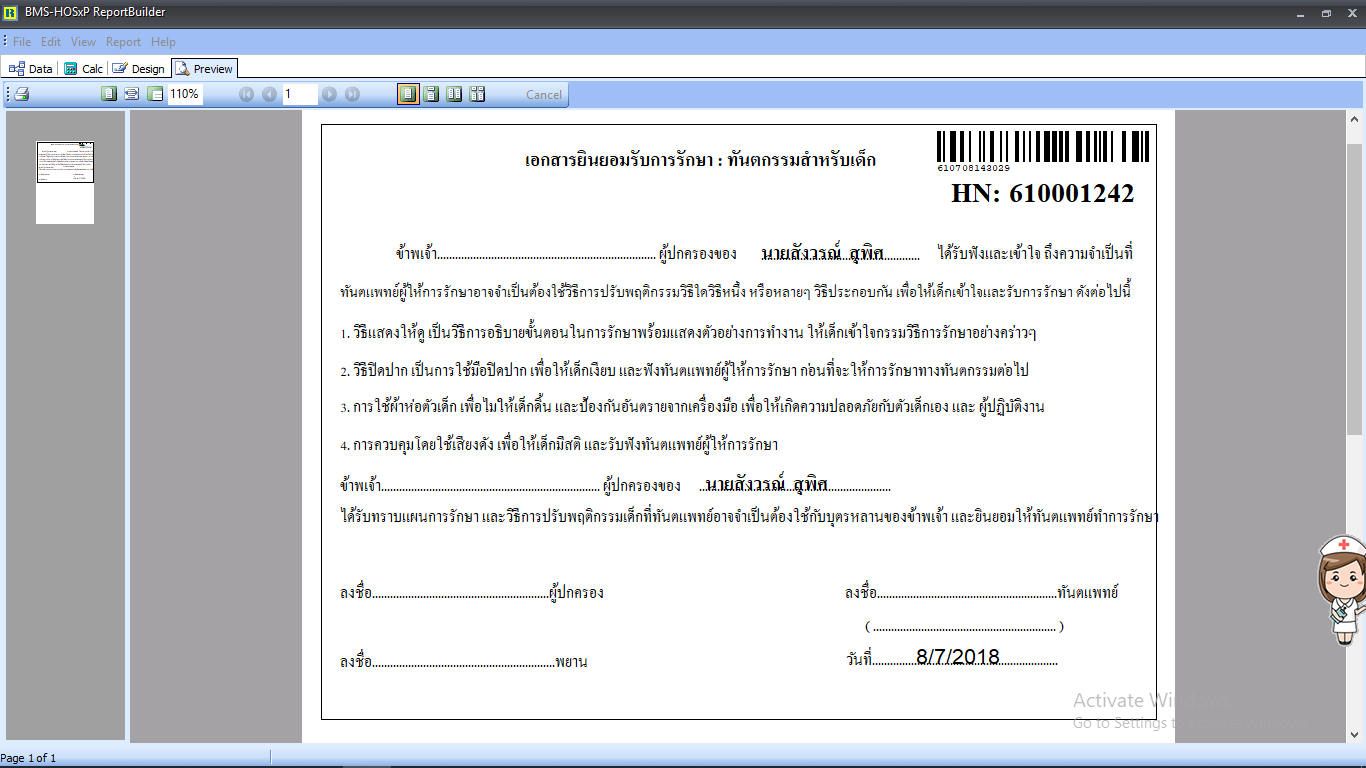 BMS-HOSxP ReportBuilder
File Edit View Report Help
Data Calc Design Preview
110% 1 Cancel
เอกสารยินยอมรับการรักษา : ทันตกรรมสำหรับเด็ก
610708143029
HN: 610001242
ข้าพเจ้า.......................................................................... ผู้ปกครองของ นายสังวรณ์ สุพิศ ได้รับฟังและเข้าใจ ถึงความจำเป็นที่
ทันตแพทย์ผู้ให้การรักษาอาจจำเป็นต้องใช้วิธีการปรับพฤติกรรมวิธีใดวิธีหนึ่ง หรือหลายๆ วิธีประกอบกัน เพื่อให้เด็กเข้าใจและรับการรักษา ดังต่อไปนี้
1. วิธีแสดงให้ดู เป็นวิธีการอธิบายขั้นตอนในการรักษาพร้อมแสดงตัวอย่างการทำงาน ให้เด็กเข้าใจกรรมวิธีการรักษาอย่างคร่าวๆ
2. วิธีปิดปาก เป็นการใช้มือปิดปาก เพื่อให้เด็กเงียบ และฟังทันตแพทย์ผู้ให้การรักษา ก่อนที่จะให้การรักษาทางทันตกรรมต่อไป
3. การใช้ผ้าห่อตัวเด็ก เพื่อไม่ให้เด็กดิ้น และป้องกันอันตรายจากเครื่องมือ เพื่อให้เกิดความปลอดภัยกับตัวเด็กเอง และ ผู้ปฏิบัติงาน
4. การควบคุมโดยใช้เสียงดัง เพื่อให้เด็กมีสติ และรับฟังทันตแพทย์ผู้ให้การรักษา
ข้าพเจ้า.......................................................................... ผู้ปกครองของ นายสังวรณ์ สุพิศ
ได้รับทราบแผนการรักษา และวิธีการปรับพฤติกรรมเด็กที่ทันตแพทย์อาจจำเป็นต้องใช้กับบุตรหลานของข้าพเจ้า และยินยอมให้ทันตแพทย์ทำการรักษา
ลงชื่อ...........................................................ผู้ปกครอง ลงชื่อ............................................................ทันตแพทย์
( ............................................................. )
ลงชื่อ.............................................................พยาน วันที่..............8/7/2018...................
Activate Windows
Go to Settings to activate Windows.
Page 1 of 1